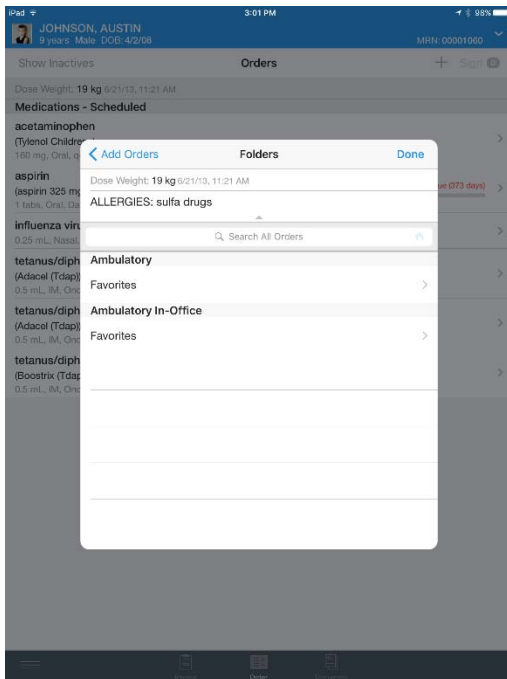 iPad 3:01 PM 98%
JOHNSON, AUSTIN
9 years Male DOB:4/2/06 MRN:00001060
Show Inactives Orders + Sign 0
Dose Weight: 19 kg 6/21/13, 11:21 AM
Medications - Scheduled
acetaminophen
(Tylenol Childre
160 mg, Oral, q
aspirin
(aspirin 325 mg ue (373 days)
1 tabs, Oral, Da
influenza viru
0.25 mL, Nasal,
tetanus/diph
(Adacel (Tdap))
0.5 mL, IM, Onc
tetanus/diph
(Adacel (Tdap))
0.5 mL, IM, Onc
tetanus/diph
(Boostrix (Tdap
0.5 mL, IM, Onc
Add Orders Folders Done
Dose Weight: 19 kg 6/21/13, 11:21 AM
ALLERGIES: sulfa drugs
Search All Orders
Ambulatory
Favorites
Ambulatory In-Office
Favorites
Order